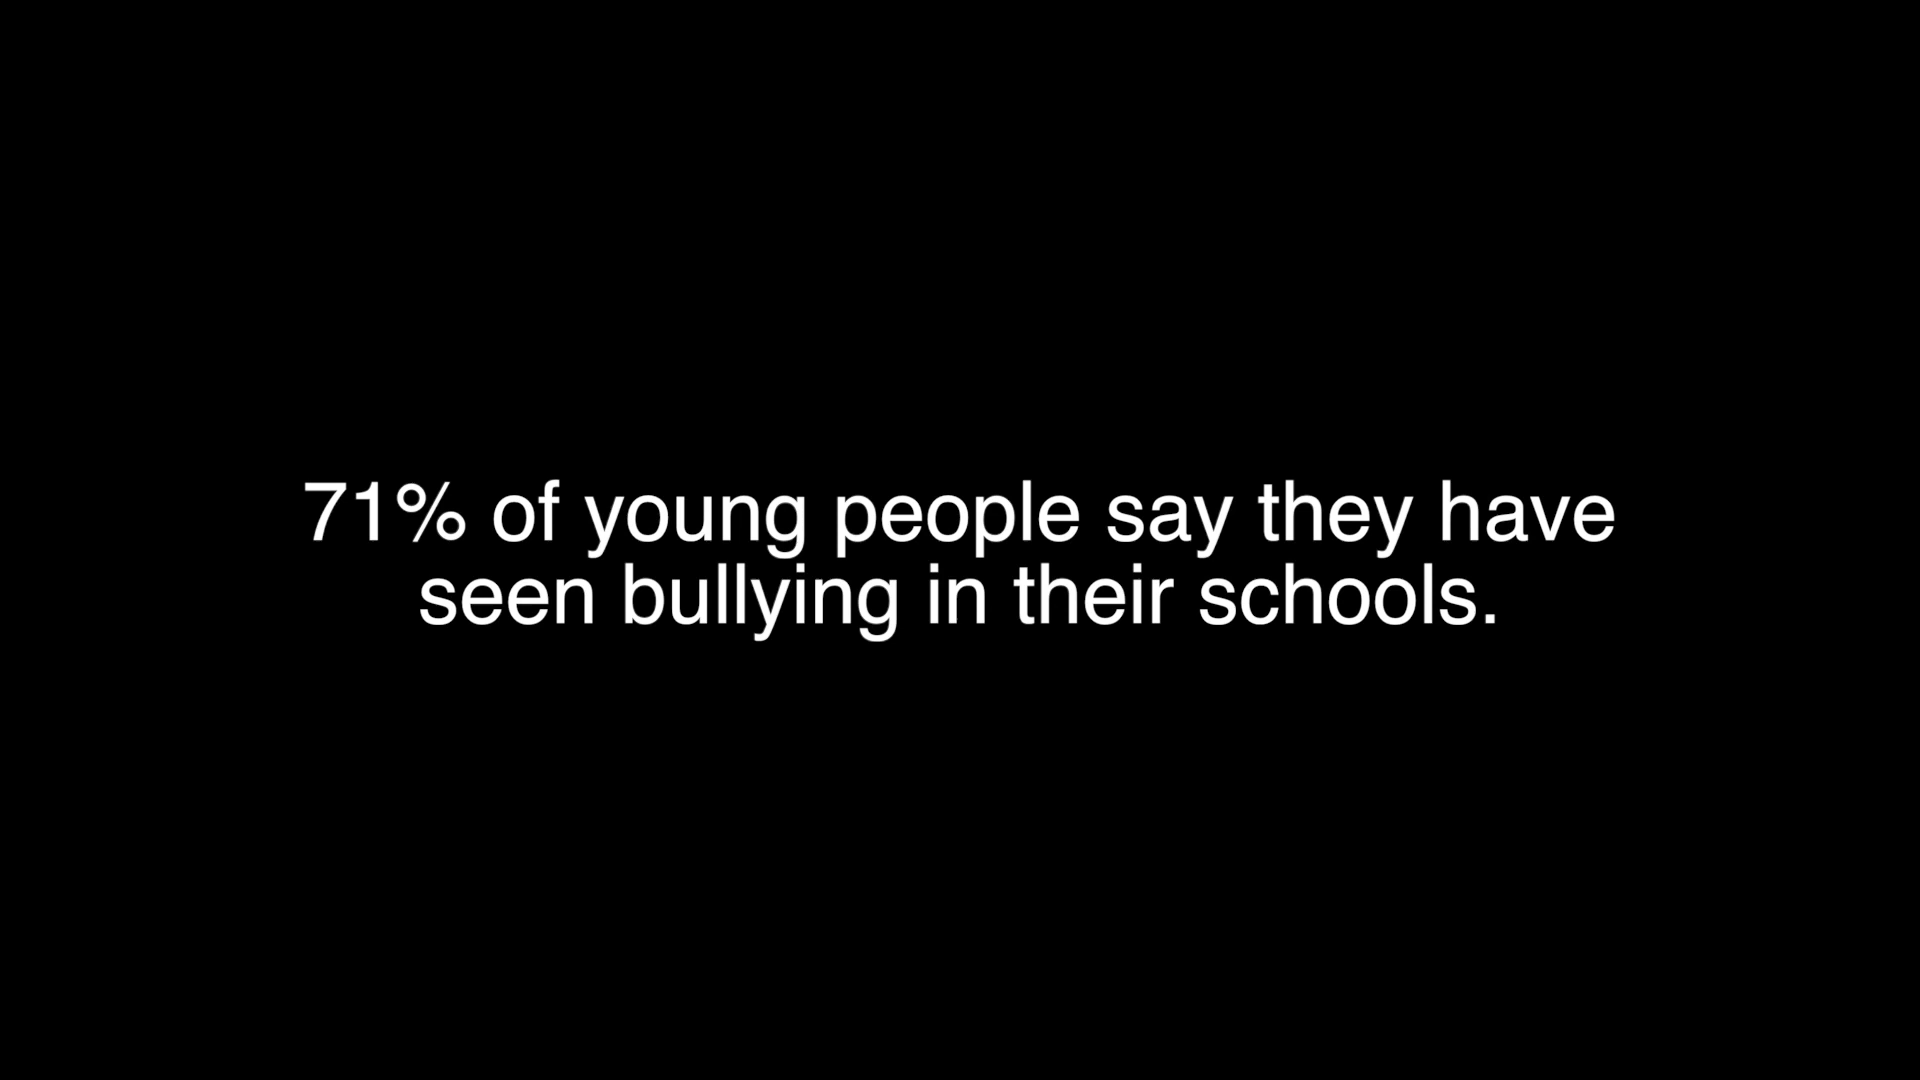 71% of young people say they have
seen bullying in their schools.